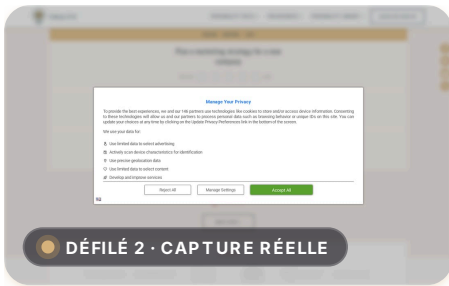 Manage Your Privacy
To provide the best experiences, we and our 148 partners use technologies like cookies to store and/or access device information. Consenting
to these technologies will allow us and our partners to process personal data such as browsing behavior or unique IDs on this site. You can
update your choices at any time by clicking on the Update Privacy Preferences link in the bottom of the screen.
We use your data for:
Use limited data to select advertising
Actively scan device characteristics for identification
Use precise geolocation data
Use limited data to select content
Develop and improve services
Reject All Manage Settings Accept All
DÉFILÉ 2 · CAPTURE RÉELLE